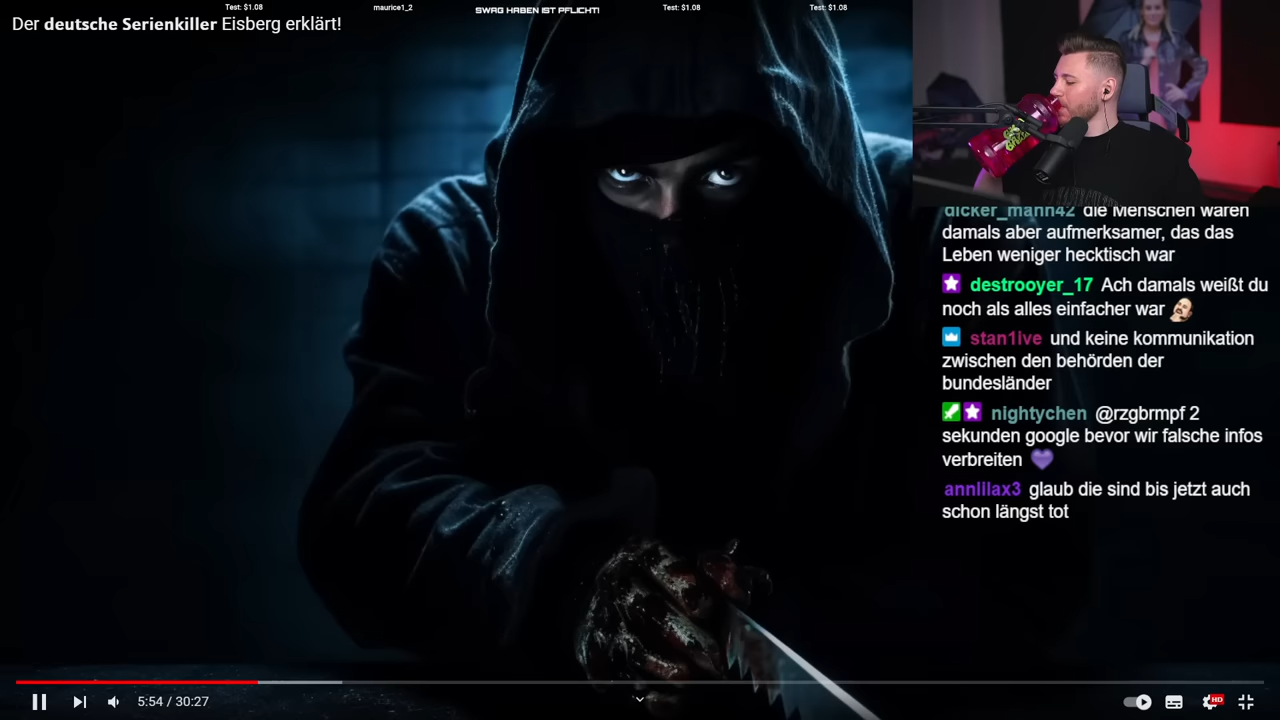 Test: $1.08
maurice1_2
SWAG HABEN IST PFLICHT!
Test: $1.08
Test: $1.08
Der deutsche Serienkiller Eisberg erklärt!
dicker_mann42 die Menschen waren
damals aber aufmerksamer, das das
Leben weniger hecktisch war
destrooyer_17 Ach damals weißt du
noch als alles einfacher war
stan1ive und keine kommunikation
zwischen den behörden der
bundesländer
nightychen @rzgbrmpf 2
sekunden google bevor wir falsche infos
verbreiten
annlilax3 glaub die sind bis jetzt auch
schon längst tot
5:54 / 30:27
HD